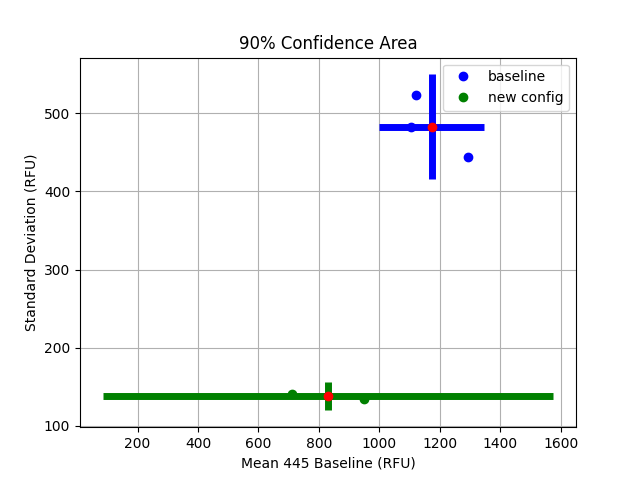 90% Confidence Area
baseline
new config
Standard Deviation (RFU)
500
400
300
200
100
200 400 600 800 1000 1200 1400 1600
Mean 445 Baseline (RFU)